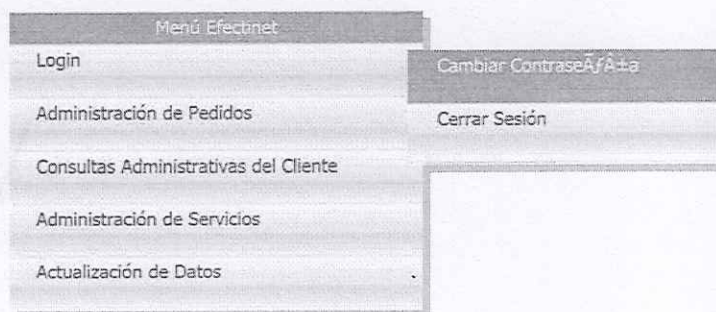 Menú Efectinet
Login
Administración de Pedidos
Consultas Administrativas del Cliente
Administración de Servicios
Actualización de Datos
Cambiar ContraseÃƒÂ±a
Cerrar Sesión